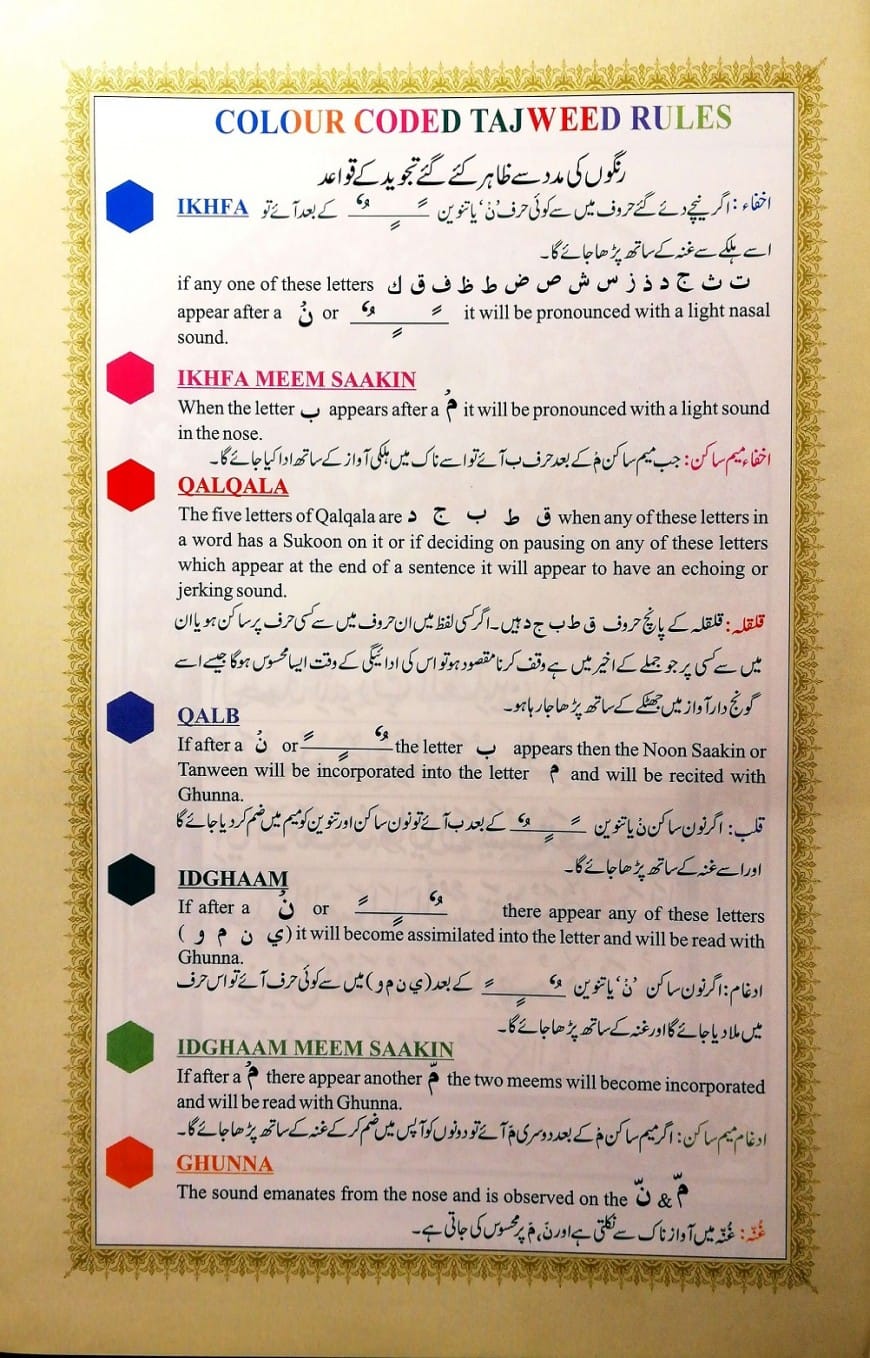 COLOUR CODED TAJWEED RULES
رنگوں کی مدد سے ظاہر کئے گئے تجوید کے قواعد
IKHFA اخفاء: اگر نیچے دئے گئے حروف میں سے کوئی حرف ’نْ‘ یا تنوین ـًـ ـٍـ ـٌـ کے بعد آئے تو
اسے ہلکے سے غنہ کے ساتھ پڑھا جائے گا۔
if any one of these letters ت ث ج د ذ ز س ش ص ض ط ظ ف ق ك
appear after a نْ or ـًـ ـٍـ ـٌـ it will be pronounced with a light nasal
sound.
IKHFA MEEM SAAKIN
When the letter ب appears after a مْ it will be pronounced with a light sound
in the nose.
اخفاء میم ساکن: جب میم ساکن مْ کے بعد حرف ب آئے تو اسے ناک میں ہلکی آواز کے ساتھ ادا کیا جائے گا۔
QALQALA
The five letters of Qalqala are ق ط ب ج د when any of these letters in
a word has a Sukoon on it or if deciding on pausing on any of these letters
which appear at the end of a sentence it will appear to have an echoing or
jerking sound.
قلقلہ: قلقلہ کے پانچ حروف ق ط ب ج د ہیں۔ اگر کسی لفظ میں ان حروف میں سے کسی حرف پر ساکن ہو یا ان
میں سے کسی پر جو جملے کے اخیر میں ہے وقف کرنا مقصود ہو تو اس کی ادائیگی کے وقت ایسا محسوس ہوگا جیسے اسے
گونج دار آواز میں جھٹکے کے ساتھ پڑھا جا رہا ہو۔
QALB
If after a نْ or ـًـ ـٍـ ـٌـ the letter ب appears then the Noon Saakin or
Tanween will be incorporated into the letter م and will be recited with
Ghunna.
قلب: اگر نون ساکن نْ یا تنوین ـًـ ـٍـ ـٌـ کے بعد ب آئے تو نون ساکن اور تنوین کو میم میں ضم کر دیا جائے گا
اور اسے غنہ کے ساتھ پڑھا جائے گا۔
IDGHAAM
If after a نْ or ـًـ ـٍـ ـٌـ there appear any of these letters
(ي ن م و) it will become assimilated into the letter and will be read with
Ghunna.
ادغام: اگر نون ساکن ’نْ‘ یا تنوین ـًـ ـٍـ ـٌـ کے بعد (ي ن م و) میں سے کوئی حرف آئے تو اس حرف
میں ملا دیا جائے گا اور غنہ کے ساتھ پڑھا جائے گا۔
IDGHAAM MEEM SAAKIN
If after a مْ there appear another مّ the two meems will become incorporated
and will be read with Ghunna.
ادغام میم ساکن: اگر میم ساکن مْ کے بعد دوسری مّ آئے تو دونوں کو آپس میں ضم کر کے غنہ کے ساتھ پڑھا جائے گا۔
GHUNNA
The sound emanates from the nose and is observed on the نّ & مّ
غُنّہ: غُنّہ میں آواز ناک سے نکلتی ہے اور نّ، مّ پر محسوس کی جاتی ہے۔